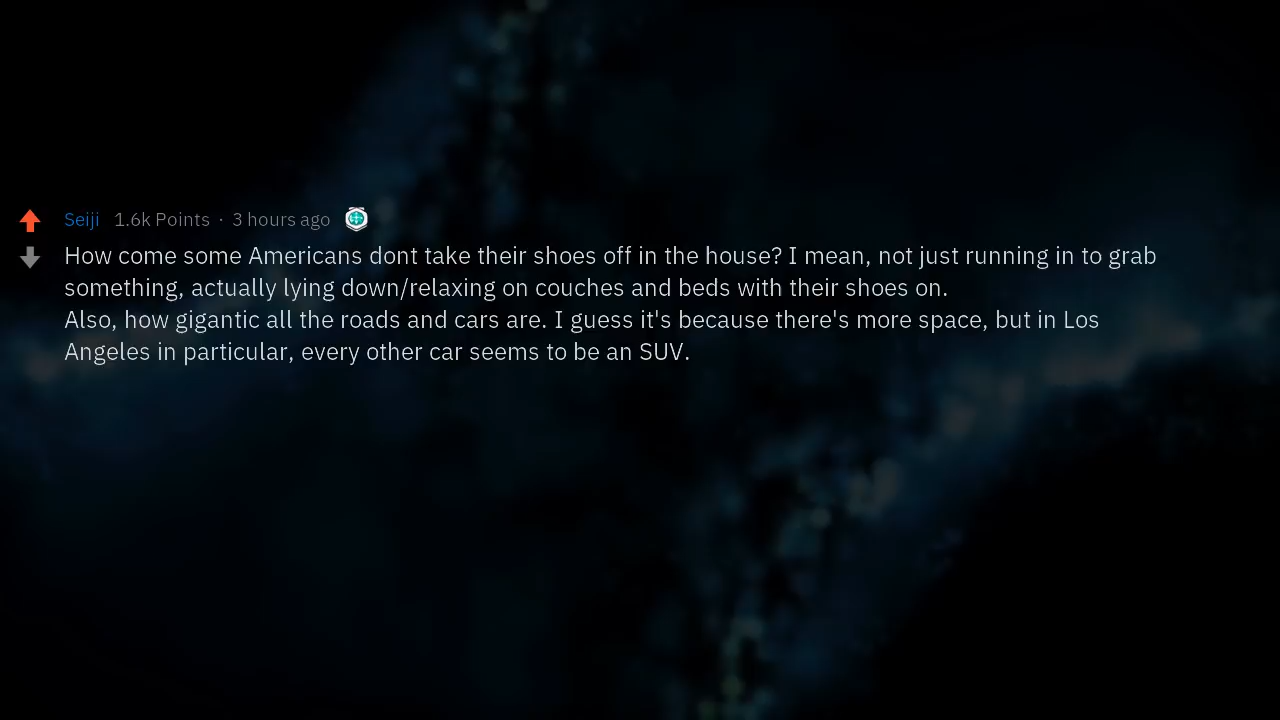 Seiji 1.6k Points · 3 hours ago
How come some Americans dont take their shoes off in the house? I mean, not just running in to grab
something, actually lying down/relaxing on couches and beds with their shoes on.
Also, how gigantic all the roads and cars are. I guess it's because there's more space, but in Los
Angeles in particular, every other car seems to be an SUV.